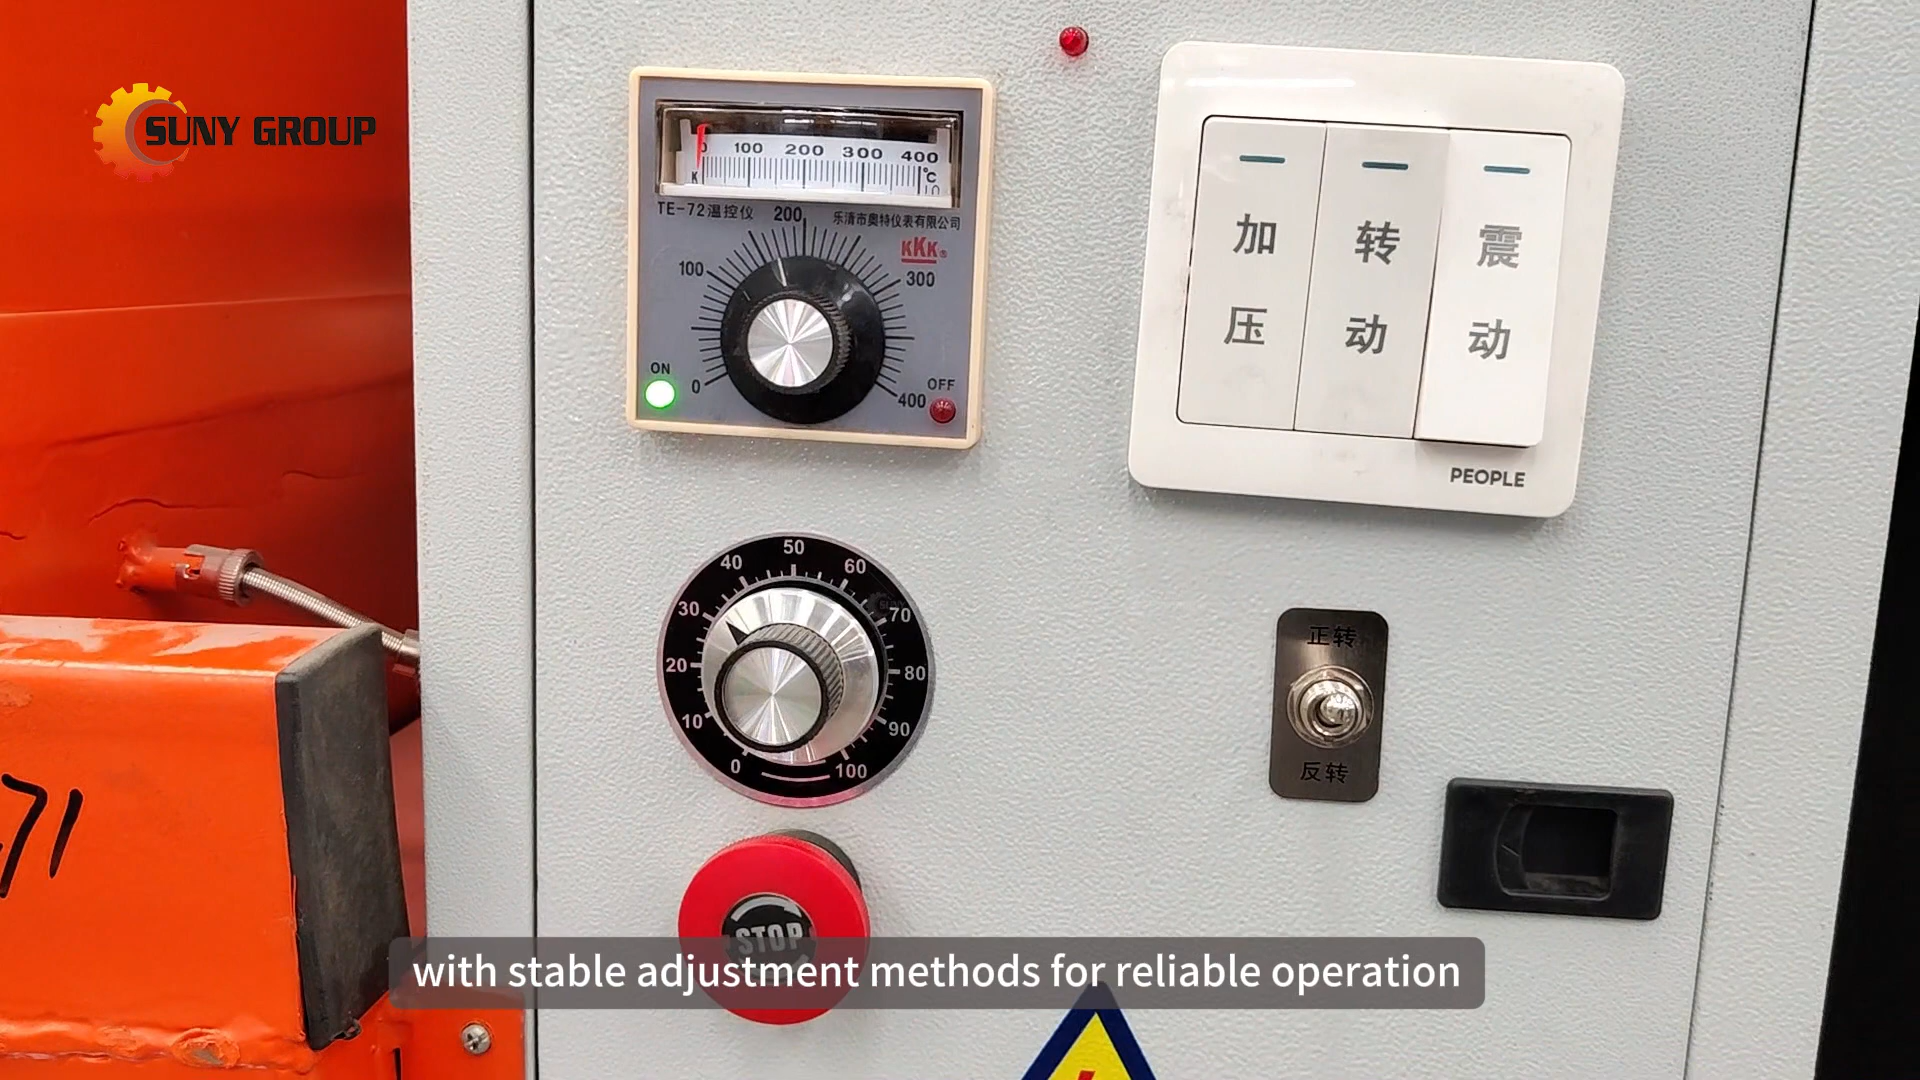 SUNY GROUP
0 100 200 300 400
K
°C
TE-72温控仪
乐清市奥特仪表有限公司
KKK®
0 100 200 300 400
ON
OFF
加压
转动
震动
PEOPLE
0 10 20 30 40 50 60 70 80 90 100
正转
反转
71
STOP
with stable adjustment methods for reliable operation